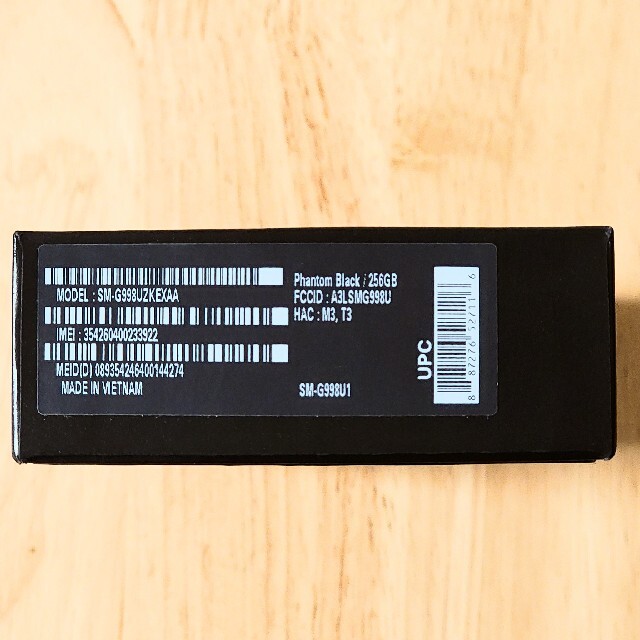 MODEL : SM-G998UZKEXAA
IMEI : 354260400233922
MEID(D) 089354246400144274
MADE IN VIETNAM
Phantom Black / 256GB
FCCID : A3LSMG998U
HAC : M3, T3
SM-G998U1
UPC